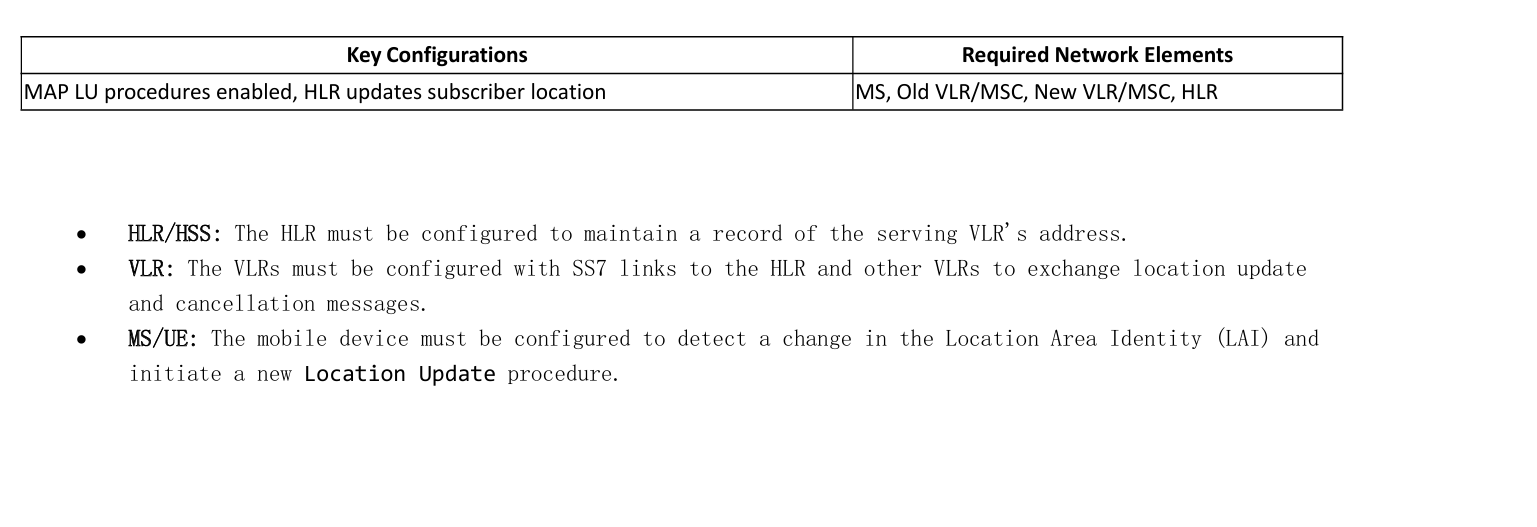 Key Configurations Required Network Elements
MAP LU procedures enabled, HLR updates subscriber location MS, Old VLR/MSC, New VLR/MSC, HLR
• HLR/HSS: The HLR must be configured to maintain a record of the serving VLR's address.
• VLR: The VLRs must be configured with SS7 links to the HLR and other VLRs to exchange location update
and cancellation messages.
• MS/UE: The mobile device must be configured to detect a change in the Location Area Identity (LAI) and
initiate a new Location Update procedure.